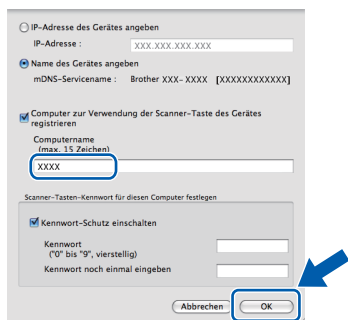 IP-Adresse des Gerätes angeben
IP-Adresse : XXX.XXX.XXX.XXX
Name des Gerätes angeben
mDNS-Servicename : Brother XXX- XXXX [XXXXXXXXXXXX]
Computer zur Verwendung der Scanner-Taste des Gerätes
registrieren
Computername
(max. 15 Zeichen)
XXXX
Scanner-Tasten-Kennwort für diesen Computer festlegen
Kennwort-Schutz einschalten
Kennwort
("0" bis "9", vierstellig)
Kennwort noch einmal eingeben
Abbrechen OK